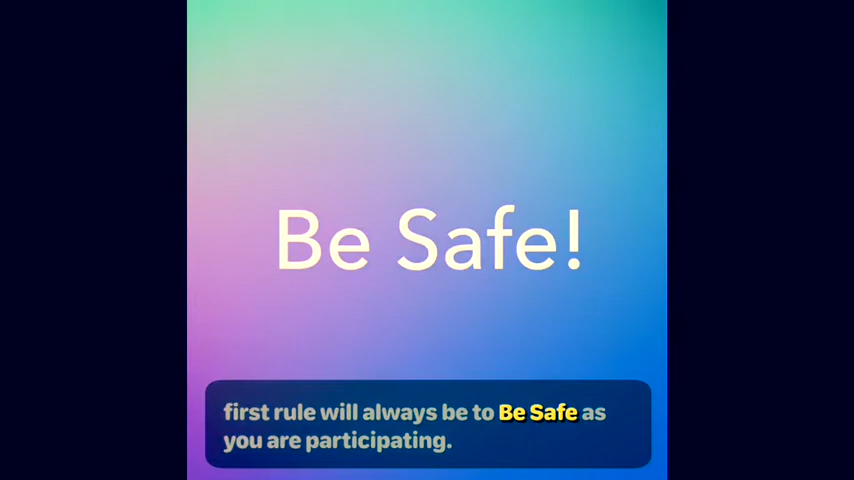 Be Safe!
first rule will always be to Be Safe as
you are participating.